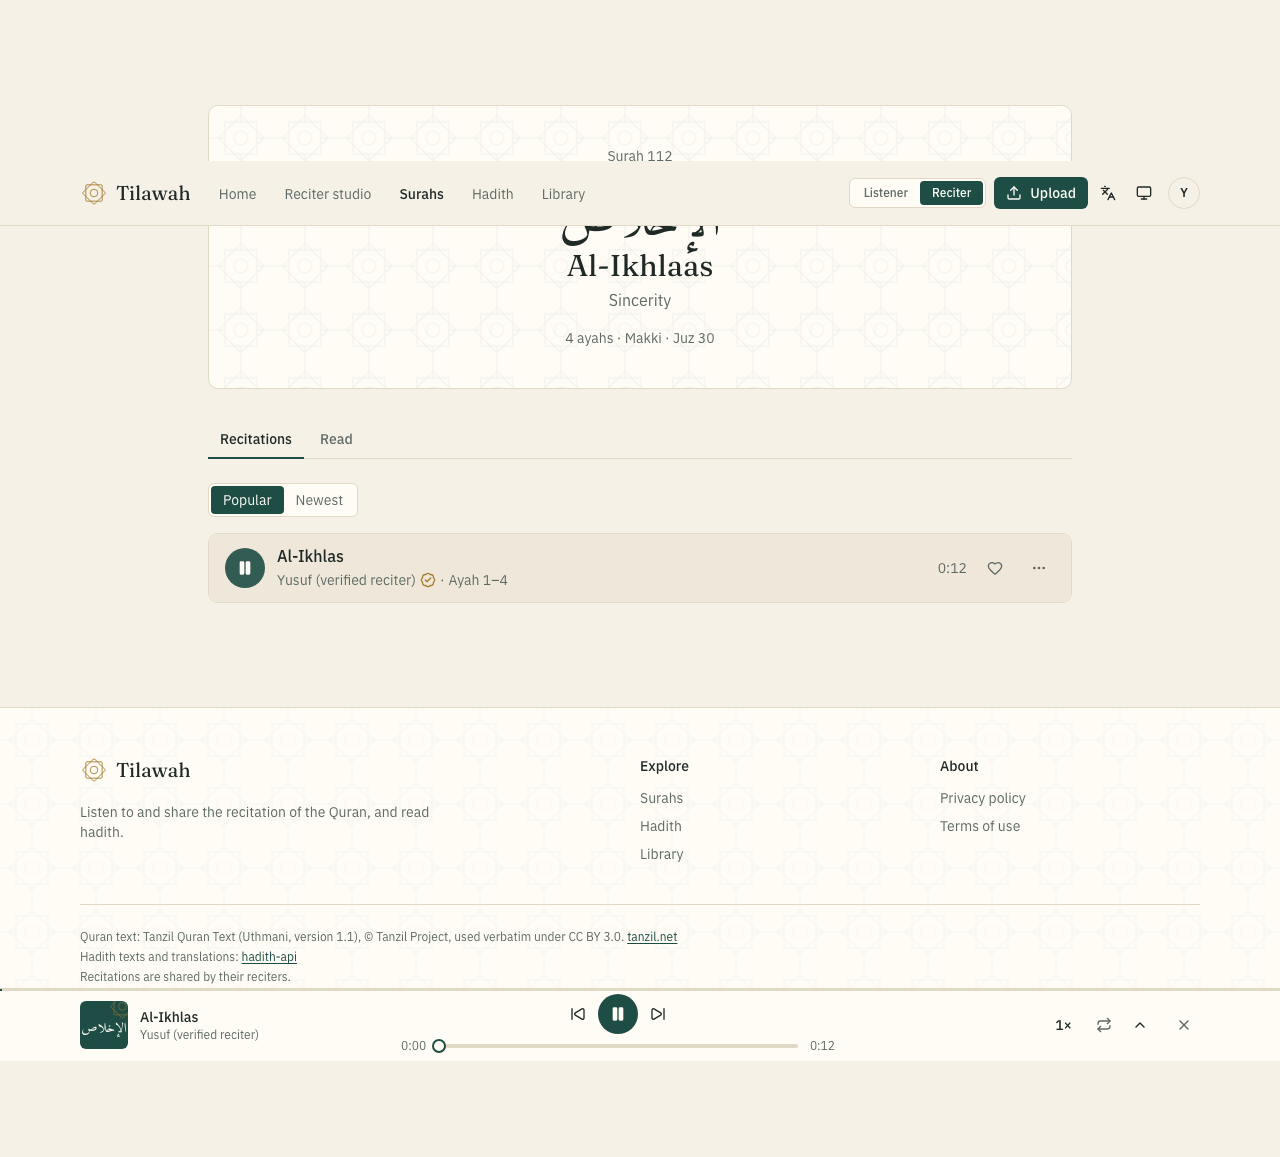 Surah 112
Tilawah Home Reciter studio Surahs Hadith Library Listener Reciter Upload Y
Al-Ikhlaas
Sincerity
4 ayahs · Makki · Juz 30
Recitations Read
Popular Newest
Al-Ikhlas
Yusuf (verified reciter) · Ayah 1–4
0:12
Tilawah
Listen to and share the recitation of the Quran, and read
hadith.
Explore
Surahs
Hadith
Library
About
Privacy policy
Terms of use
Quran text: Tanzil Quran Text (Uthmani, version 1.1), © Tanzil Project, used verbatim under CC BY 3.0. tanzil.net
Hadith texts and translations: hadith-api
Recitations are shared by their reciters.
الإخلاص
Al-Ikhlas
Yusuf (verified reciter)
0:00 0:12
1×